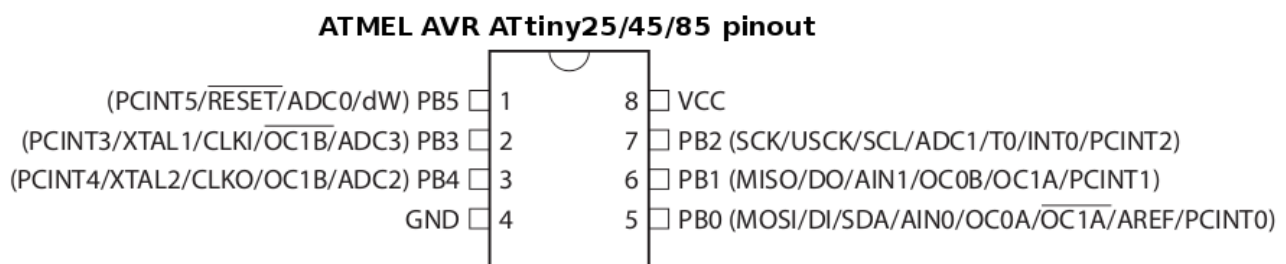 ATMEL AVR ATtiny25/45/85 pinout
(PCINT5/RESET/ADC0/dW) PB5 1 8 VCC
(PCINT3/XTAL1/CLKI/OC1B/ADC3) PB3 2 7 PB2 (SCK/USCK/SCL/ADC1/T0/INT0/PCINT2)
(PCINT4/XTAL2/CLKO/OC1B/ADC2) PB4 3 6 PB1 (MISO/DO/AIN1/OC0B/OC1A/PCINT1)
GND 4 5 PB0 (MOSI/DI/SDA/AIN0/OC0A/OC1A/AREF/PCINT0)